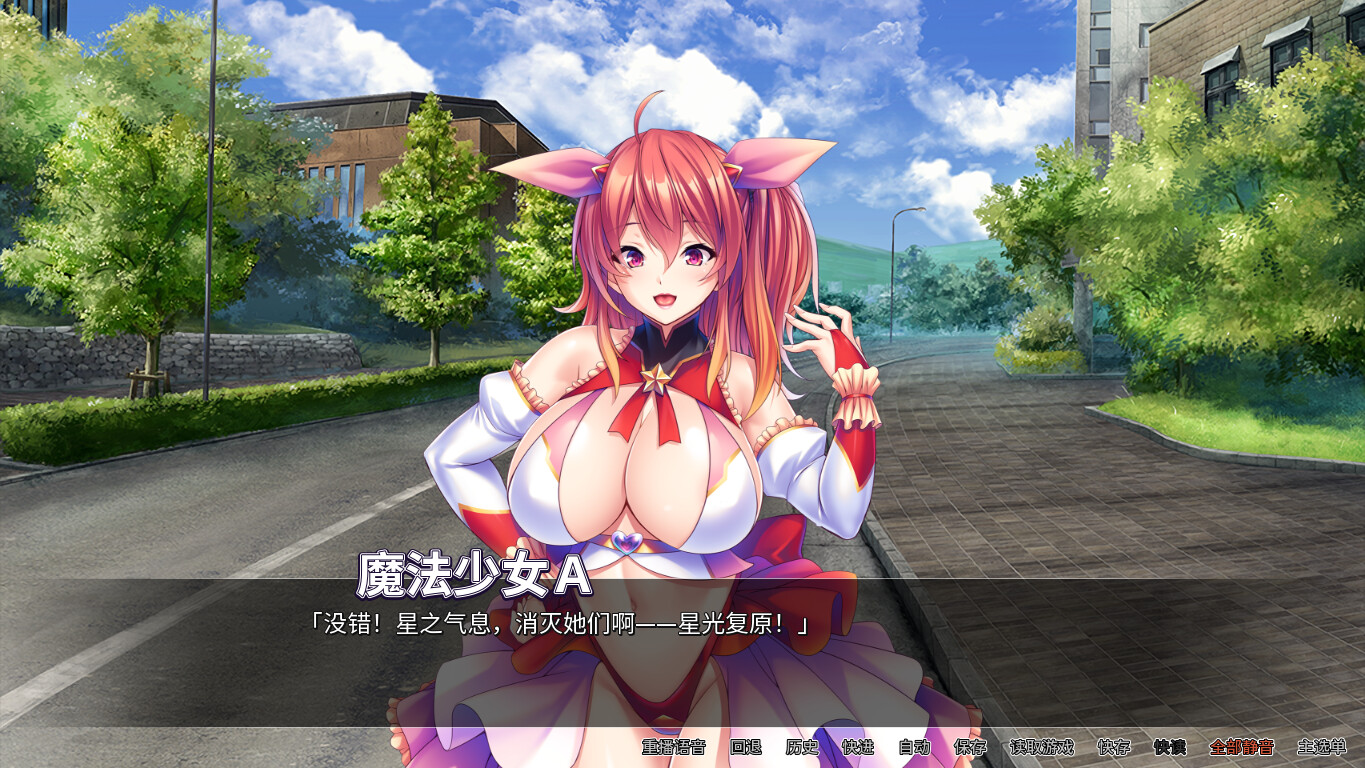 魔法少女A
「没错！星之气息，消灭她们啊——星光复原！」
重播语音 回退 历史 快进 自动 保存 读取游戏 快存 快读 全部静音 主选单